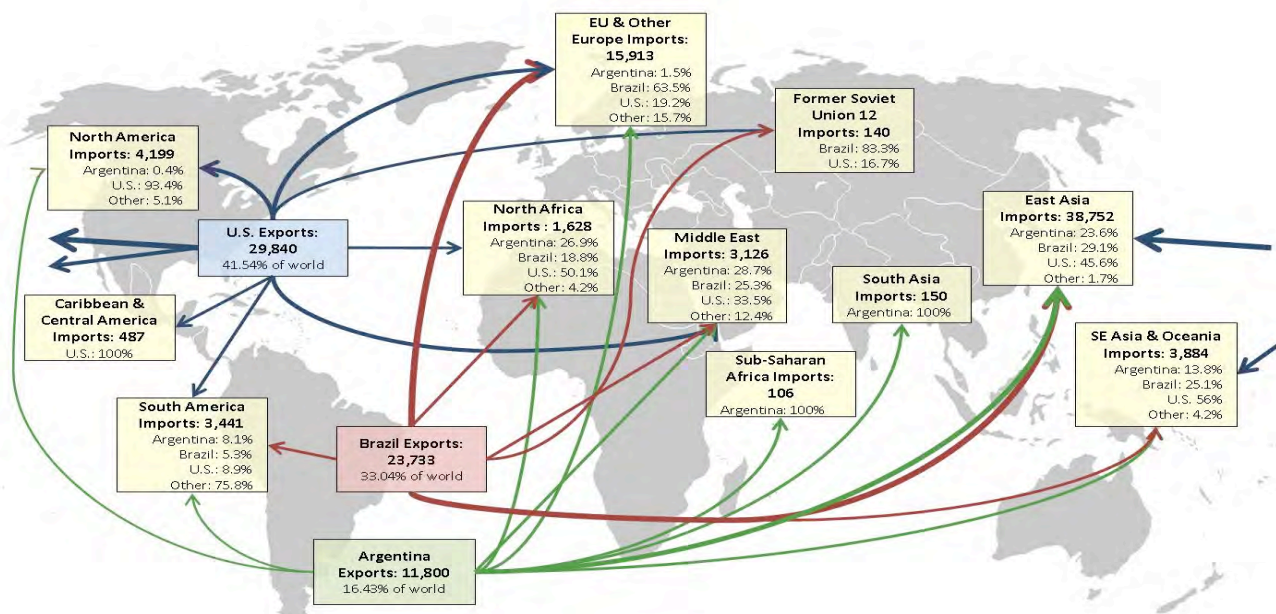 EU & Other
Europe Imports:
15,913
Argentina: 1.5%
Brazil: 63.5%
U.S.: 19.2%
Other: 15.7%
Former Soviet
Union 12
Imports: 140
Brazil: 83.3%
U.S.: 16.7%
North America
Imports: 4,199
Argentina: 0.4%
U.S.: 93.4%
Other: 5.1%
U.S. Exports:
29,840
41.54% of world
North Africa
Imports : 1,628
Argentina: 26.9%
Brazil: 18.8%
U.S.: 50.1%
Other: 4.2%
Middle East
Imports: 3,126
Argentina: 28.7%
Brazil: 25.3%
U.S.: 33.5%
Other: 12.4%
East Asia
Imports: 38,752
Argentina: 23.6%
Brazil: 29.1%
U.S.: 45.6%
Other: 1.7%
South Asia
Imports: 150
Argentina: 100%
Caribbean &
Central America
Imports: 487
U.S.: 100%
SE Asia & Oceania
Imports: 3,884
Argentina: 13.8%
Brazil: 25.1%
U.S. 56%
Other: 4.2%
Sub-Saharan
Africa Imports:
106
Argentina: 100%
South America
Imports: 3,441
Argentina: 8.1%
Brazil: 5.3%
U.S.: 8.9%
Other: 75.8%
Brazil Exports:
23,733
33.04% of world
Argentina
Exports: 11,800
16.43% of world